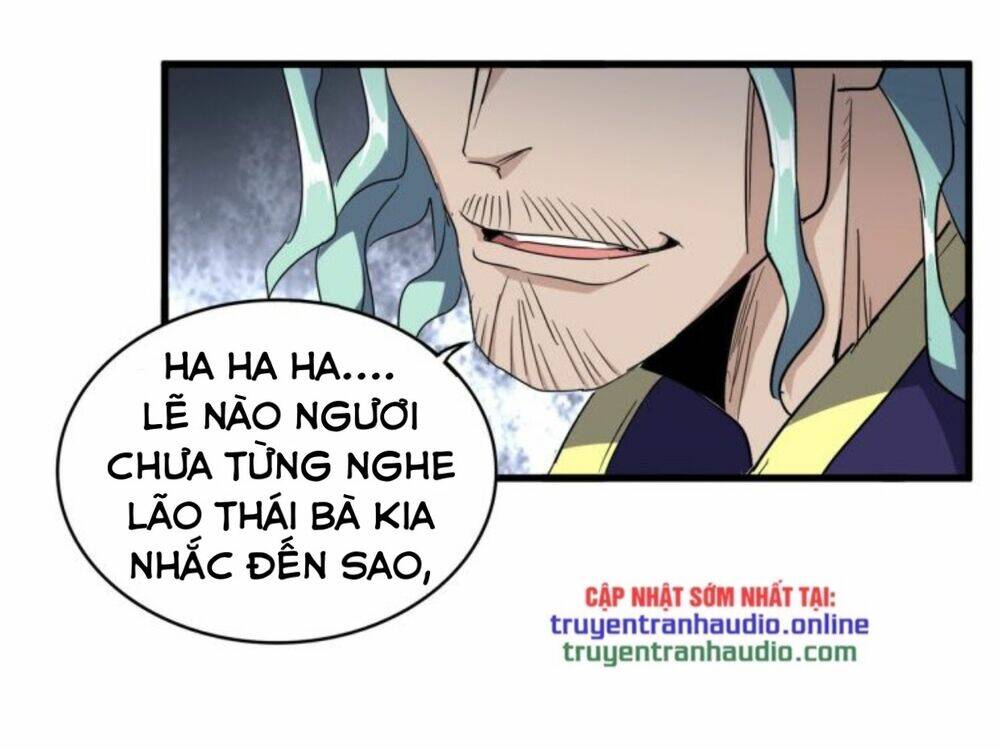 HA HA HA....
LẼ NÀO NGƯƠI
CHƯA TỪNG NGHE
LÃO THÁI BÀ KIA
NHẮC ĐẾN SAO,
CẬP NHẬT SỚM NHẤT TẠI:
truyentranhaudio.online
truyentranhaudio.com